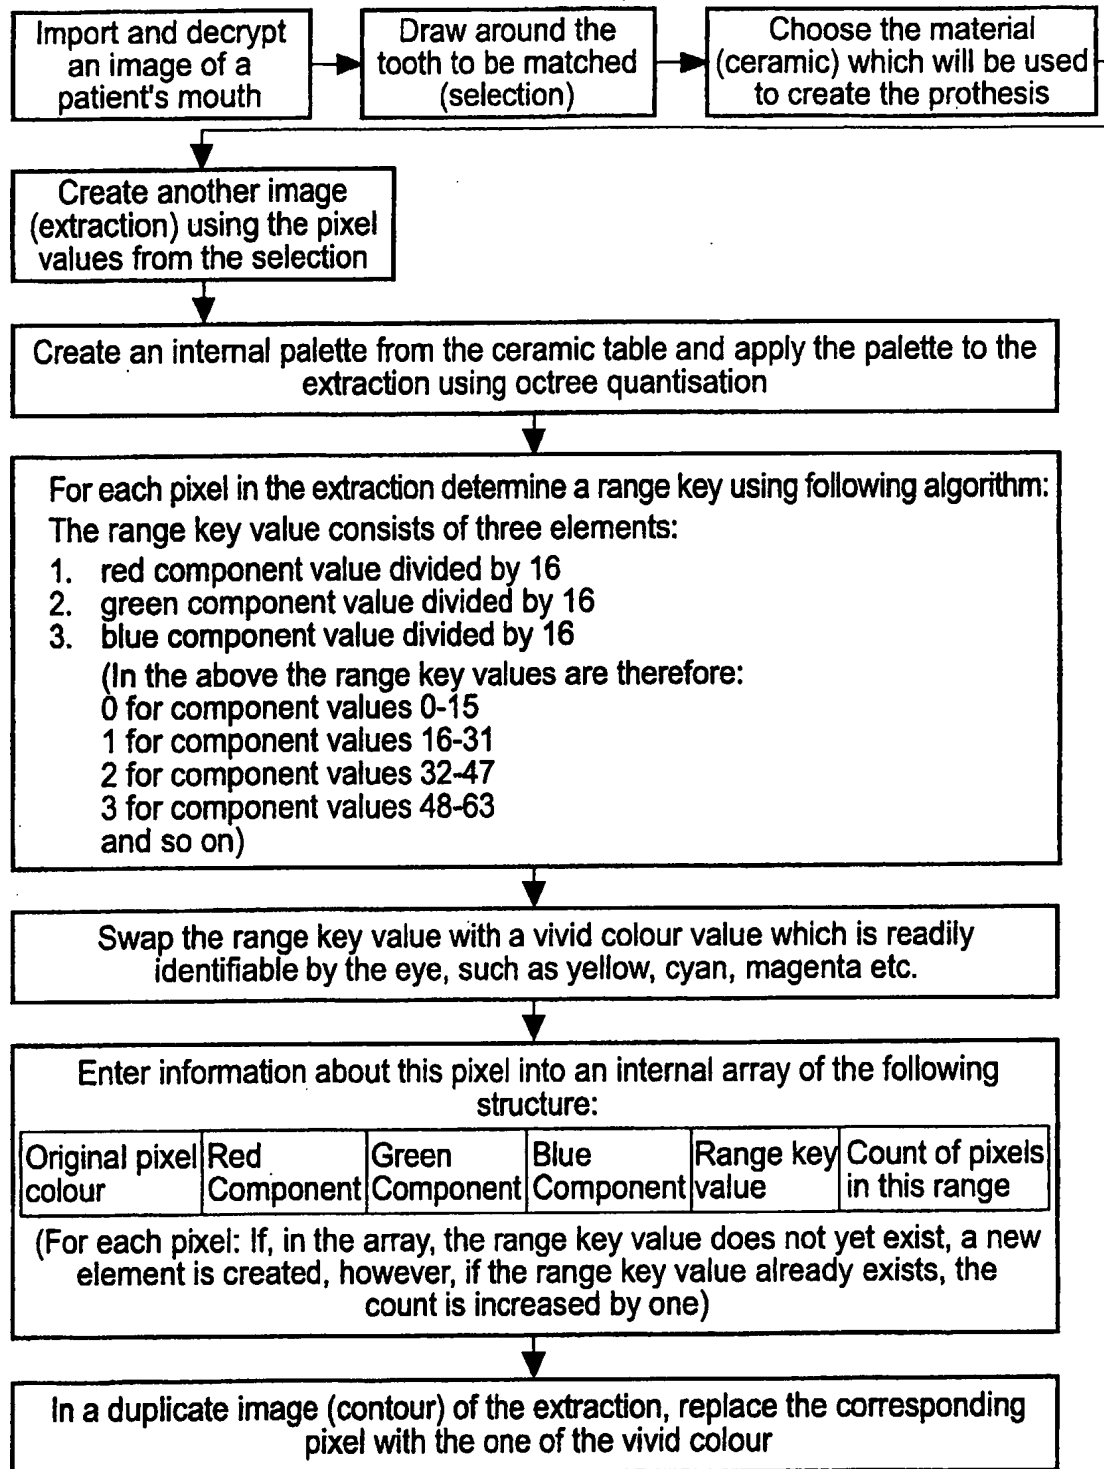 Import and decrypt
an image of a
patient's mouth
Draw around the
tooth to be matched
(selection)
Choose the material
(ceramic) which will be used
to create the prothesis
Create another image
(extraction) using the pixel
values from the selection
Create an internal palette from the ceramic table and apply the palette to the
extraction using octree quantisation
For each pixel in the extraction determine a range key using following algorithm:
The range key value consists of three elements:
1. red component value divided by 16
2. green component value divided by 16
3. blue component value divided by 16
(In the above the range key values are therefore:
0 for component values 0-15
1 for component values 16-31
2 for component values 32-47
3 for component values 48-63
and so on)
Swap the range key value with a vivid colour value which is readily
identifiable by the eye, such as yellow, cyan, magenta etc.
Enter information about this pixel into an internal array of the following
structure:
Original pixel
colour
Red
Component
Green
Component
Blue
Component
Range key
value
Count of pixels
in this range
(For each pixel: If, in the array, the range key value does not yet exist, a new
element is created, however, if the range key value already exists, the
count is increased by one)
In a duplicate image (contour) of the extraction, replace the corresponding
pixel with the one of the vivid colour